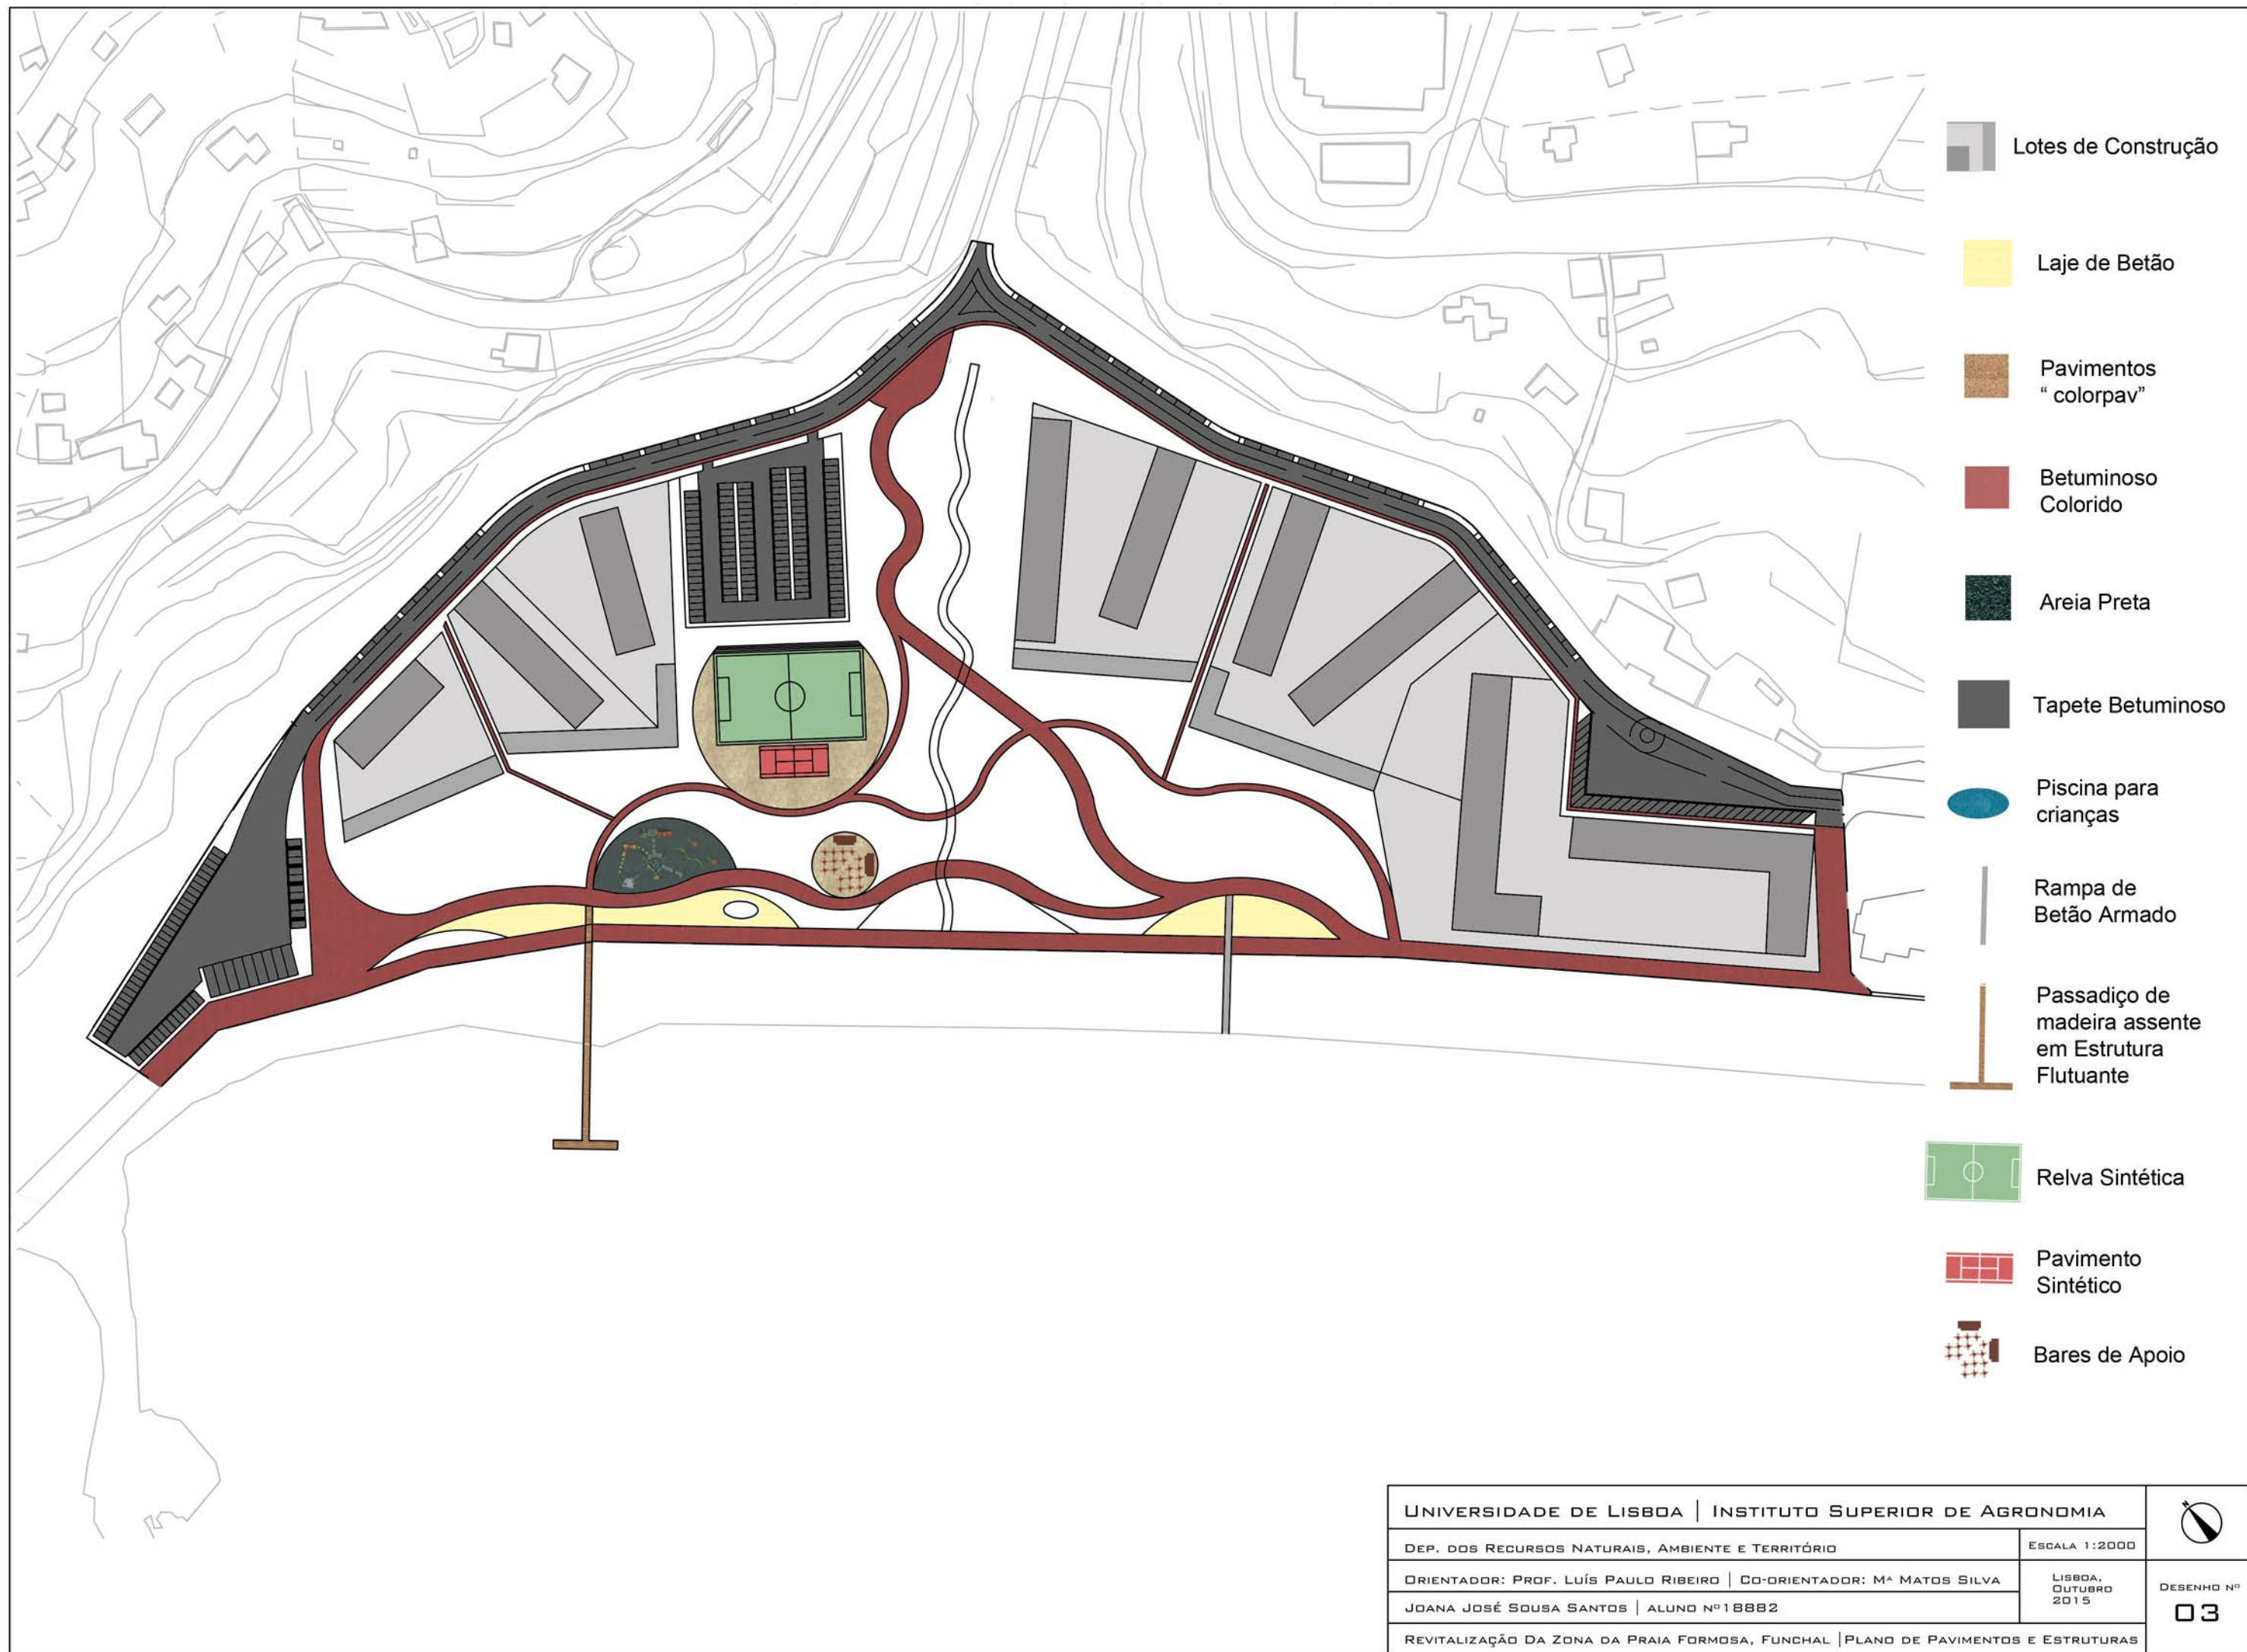 Lotes de Construção
Laje de Betão
Pavimentos
“ colorpav”
Betuminoso
Colorido
Areia Preta
Tapete Betuminoso
Piscina para
crianças
Rampa de
Betão Armado
Passadiço de
madeira assente
em Estrutura
Flutuante
Relva Sintética
Pavimento
Sintético
Bares de Apoio
Universidade de Lisboa | Instituto Superior de Agronomia
N
Dep. dos Recursos Naturais, Ambiente e Território
Escala 1:2000
Orientador: Prof. Luís Paulo Ribeiro | Co-orientador: Mª Matos Silva
Joana José Sousa Santos | aluno nº18882
Lisboa,
Outubro
2015
Desenho Nº
03
Revitalização Da Zona da Praia Formosa, Funchal |Plano de Pavimentos e Estruturas